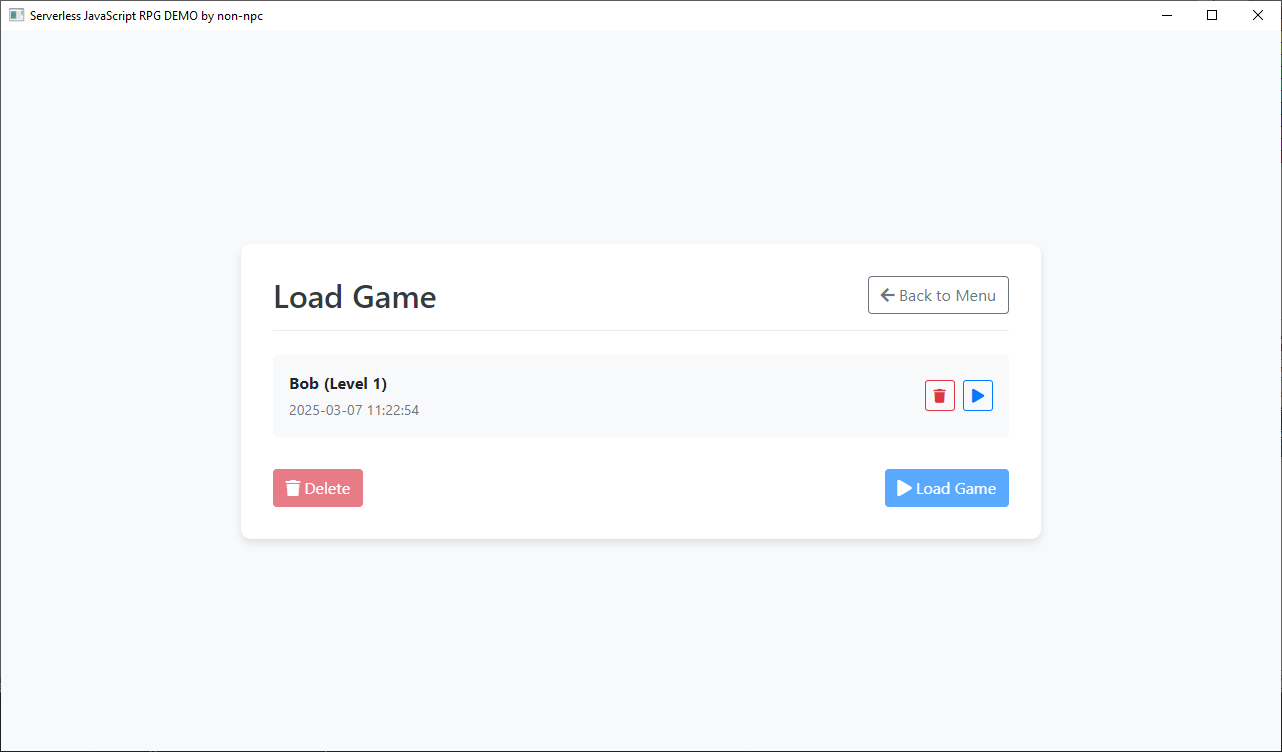 Serverless JavaScript RPG DEMO by non-npc
Load Game
Back to Menu
Bob (Level 1)
2025-03-07 11:22:54
Delete
Load Game